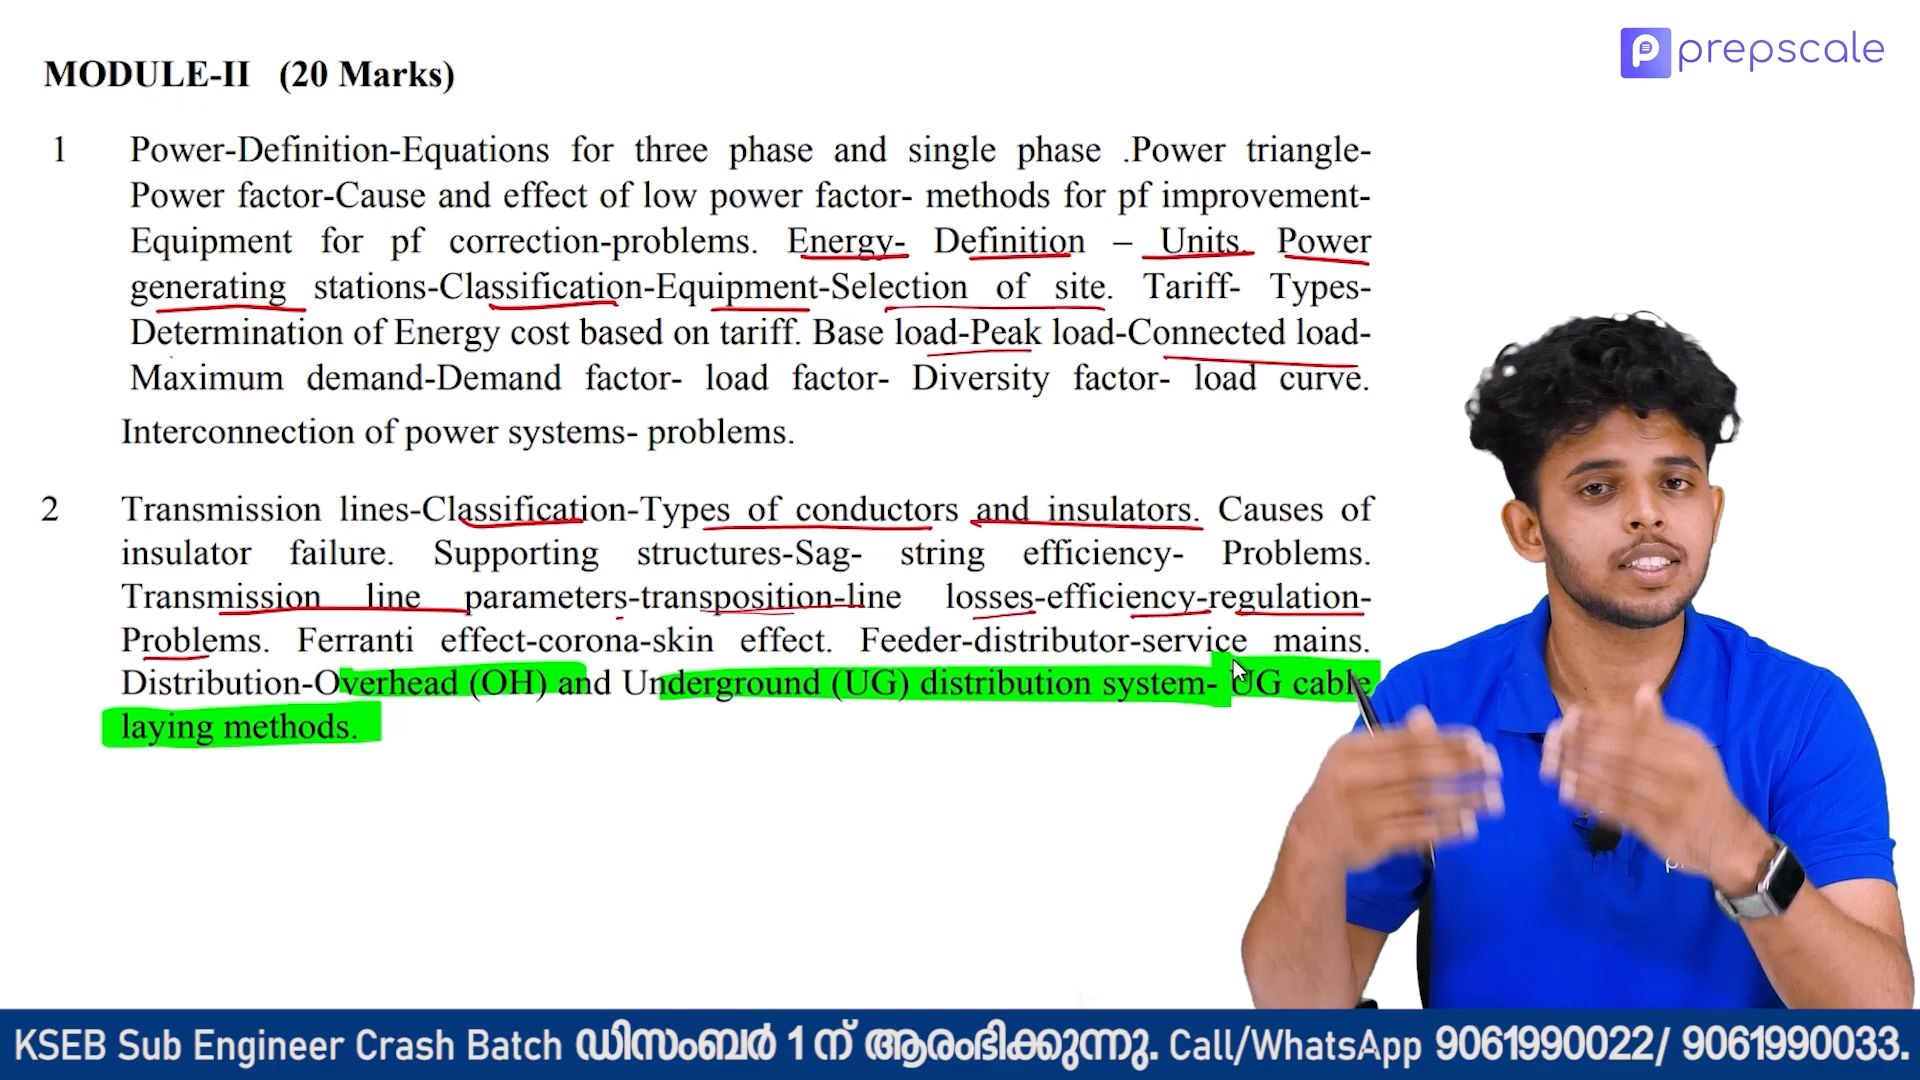 prepscale
MODULE-II (20 Marks)
1 Power-Definition-Equations for three phase and single phase .Power triangle-
Power factor-Cause and effect of low power factor- methods for pf improvement-
Equipment for pf correction-problems. Energy- Definition – Units. Power
generating stations-Classification-Equipment-Selection of site. Tariff- Types-
Determination of Energy cost based on tariff. Base load-Peak load-Connected load-
Maximum demand-Demand factor- load factor- Diversity factor- load curve.
Interconnection of power systems- problems.
2 Transmission lines-Classification-Types of conductors and insulators. Causes of
insulator failure. Supporting structures-Sag- string efficiency- Problems.
Transmission line parameters-transposition-line losses-efficiency-regulation-
Problems. Ferranti effect-corona-skin effect. Feeder-distributor-service mains.
Distribution-Overhead (OH) and Underground (UG) distribution system- UG cable
laying methods.
KSEB Sub Engineer Crash Batch ഡിസംബർ 1 ന് ആരംഭിക്കുന്നു. Call/WhatsApp 9061990022/ 9061990033.